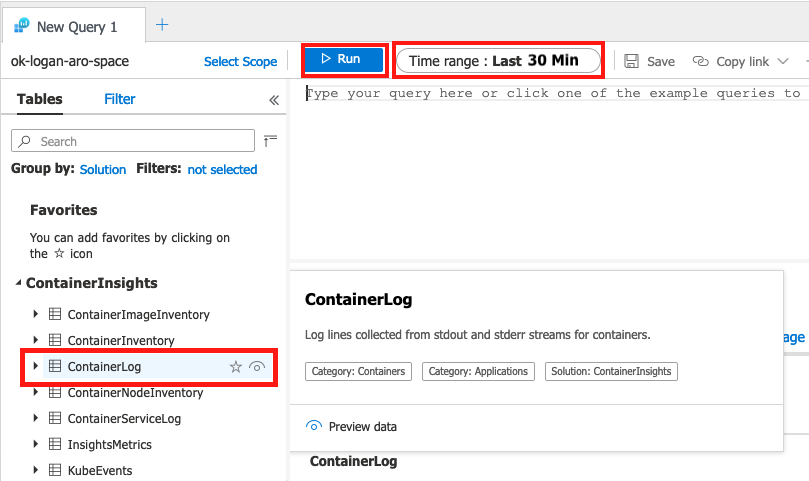 New Query 1
ok-logan-aro-space
Select Scope
Run
Time range : Last 30 Min
Save
Copy link
Tables
Filter
Type your query here or click one of the example queries to
Search
Group by: Solution Filters: not selected
Favorites
You can add favorites by clicking on
the ☆ icon
ContainerInsights
ContainerImageInventory
ContainerInventory
ContainerLog
ContainerNodeInventory
ContainerServiceLog
InsightsMetrics
KubeEvents
ContainerLog
Log lines collected from stdout and stderr streams for containers.
Category: Containers
Category: Applications
Solution: ContainerInsights
Preview data
age
ContainerLog